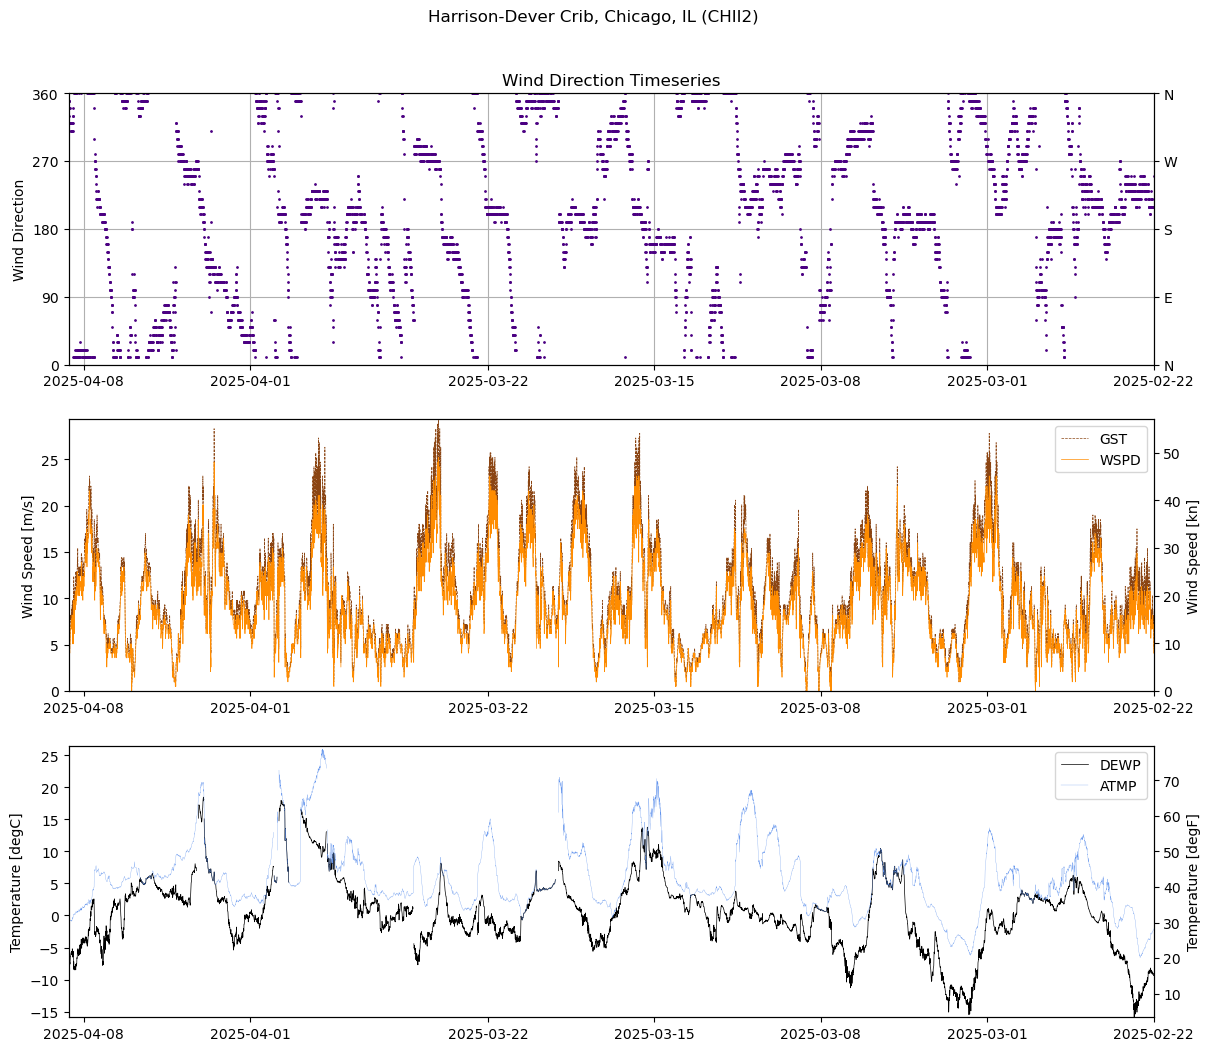 Harrison-Dever Crib, Chicago, IL (CHII2)
Wind Direction Timeseries
Wind Direction
360
270
180
90
0
N
W
S
E
N
2025-04-08 2025-04-01 2025-03-22 2025-03-15 2025-03-08 2025-03-01 2025-02-22
Wind Speed [m/s]
25
20
15
10
5
0
GST
WSPD
50
40
30
20
10
0
Wind Speed [kn]
2025-04-08 2025-04-01 2025-03-22 2025-03-15 2025-03-08 2025-03-01 2025-02-22
Temperature [degC]
25
20
15
10
5
0
−5
−10
−15
DEWP
ATMP
70
60
50
40
30
20
10
Temperature [degF]
2025-04-08 2025-04-01 2025-03-22 2025-03-15 2025-03-08 2025-03-01 2025-02-22